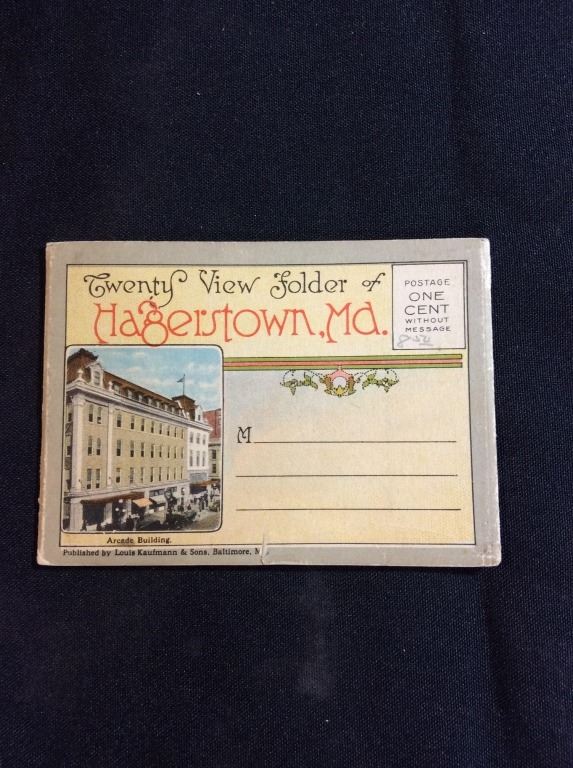 Twenty View Folder of
Hagerstown, Md.
POSTAGE
ONE
CENT
WITHOUT
MESSAGE
M
Arcade Building.
Published by Louis Kaufmann & Sons, Baltimore, M